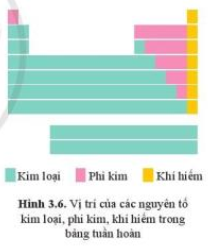 Kim loại Phi kim Khí hiếm
Hình 3.6. Vị trí của các nguyên tố
kim loại, phi kim, khí hiếm trong
bảng tuần hoàn